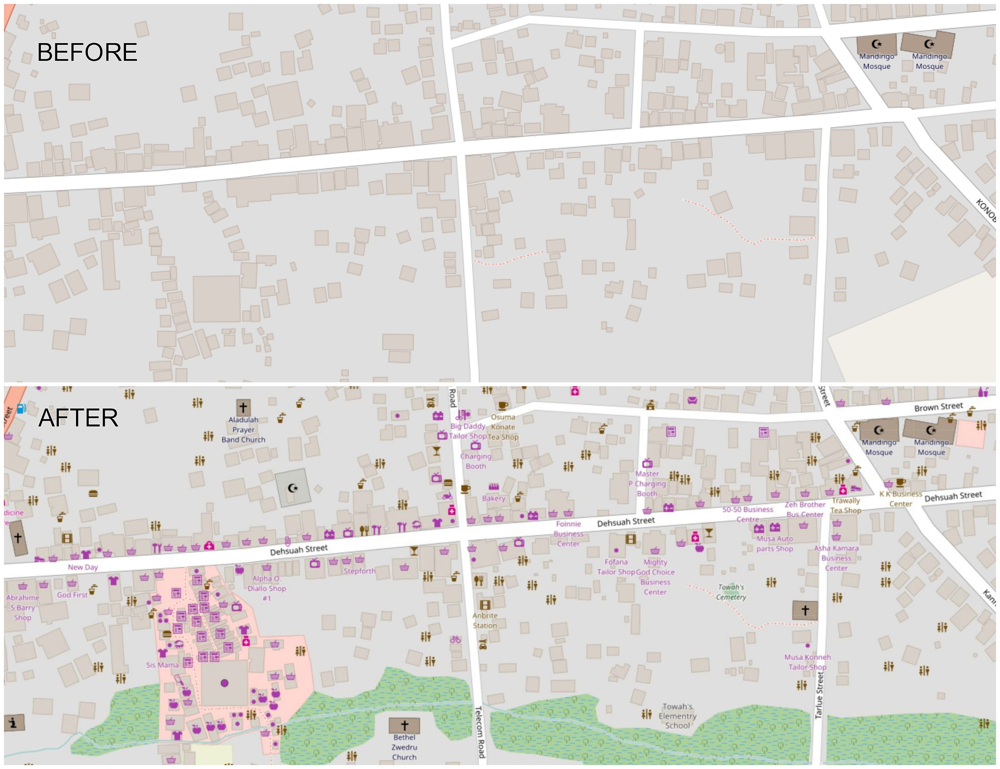 BEFORE
Mandingo
Mosque
Mandingo
Mosque
AFTER
Road
Street
Brown Street
Aladulah
Prayer
Band Church
Big Daddy
Tailor Shop
Osuma
Konate
Tea Shop
Mandingo
Mosque
Mandingo
Mosque
Charging
Booth
Master
P Charging
Booth
Bakery
K K Business
Center
Dehsuah Street
Trawally
Tea Shop
Zeh Brother
Bus Center
50-50 Business
Centre
Dehsuah Street
Foinnie
Business
Center
Musa Auto
parts Shop
Dehsuah Street
Asha Kamara
Business
Center
Fofana
Tailor Shop
Mighty
God Choice
Business
Center
New Day
Stepforth
Alpha O.
Diallo Shop
#1
God First
Abrahime
S Barry
Shop
Towah's
Cemetery
Anbrite
Station
Sis Mama
Musa Konneh
Tailor Shop
Tarlue Street
Telecom Road
Towah's
Elementry
School
Bethel
Zwedru
Church